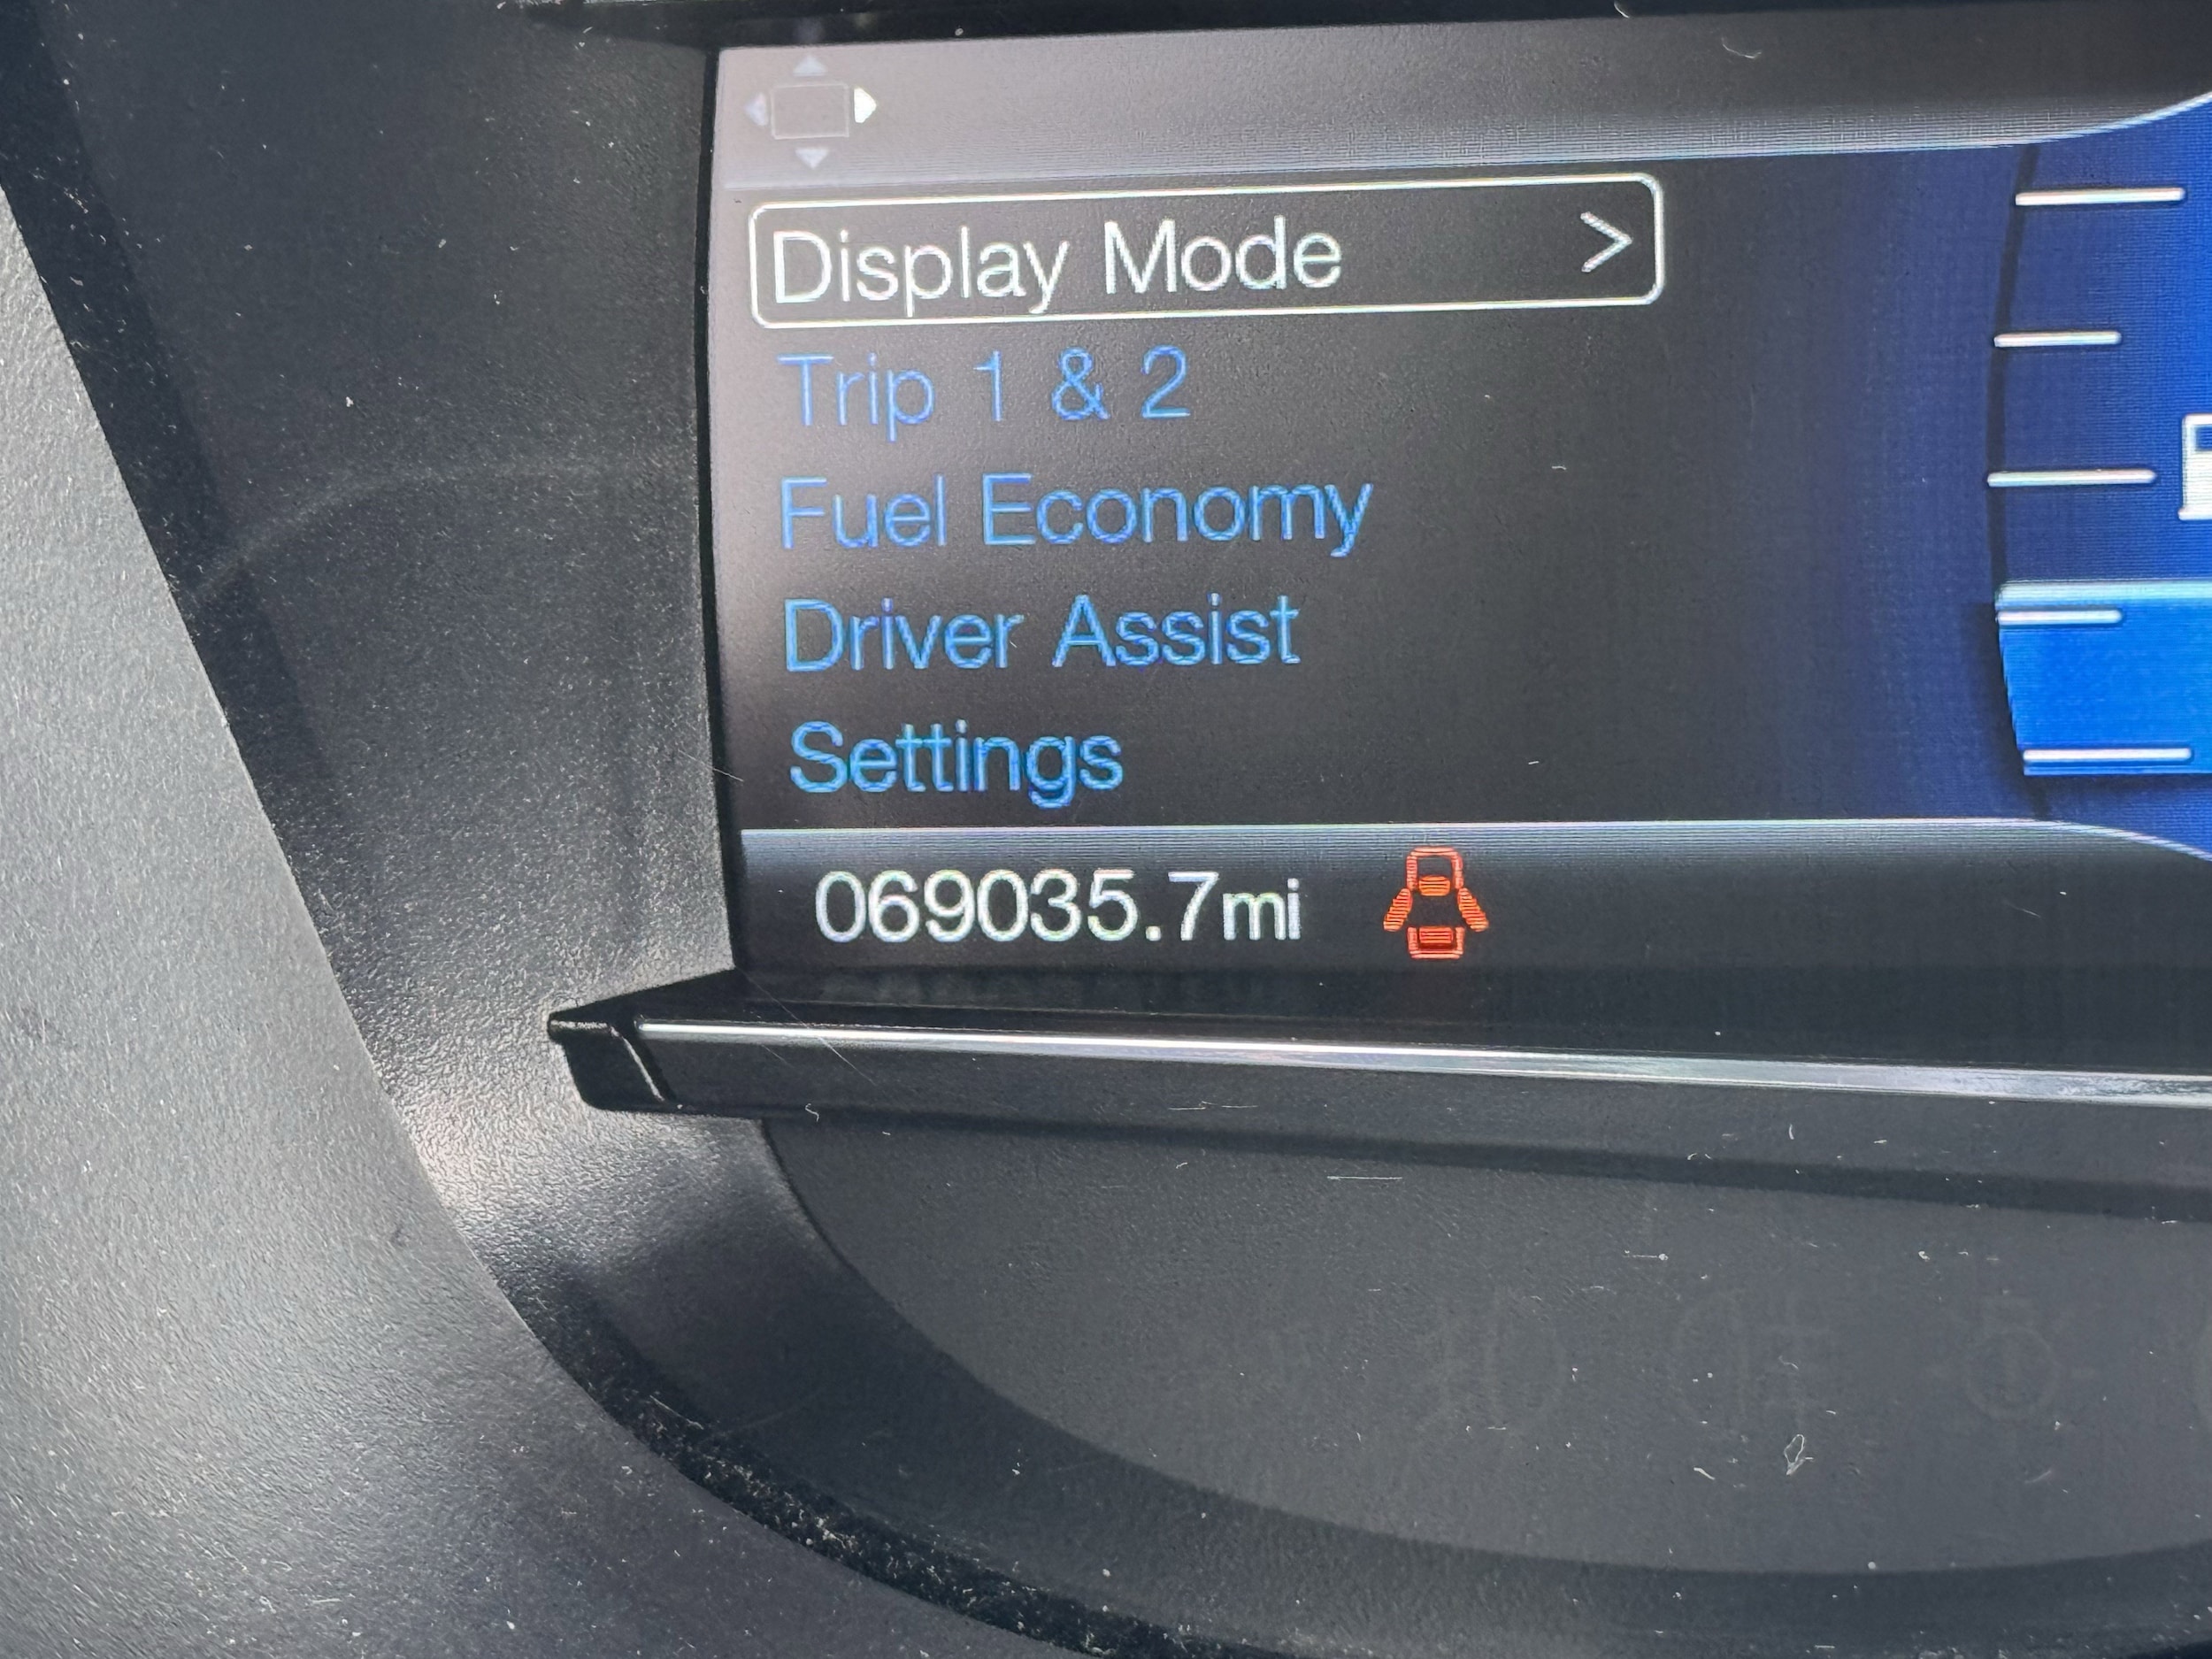 Display Mode >
Trip 1 & 2
Fuel Economy
Driver Assist
Settings
069035.7mi